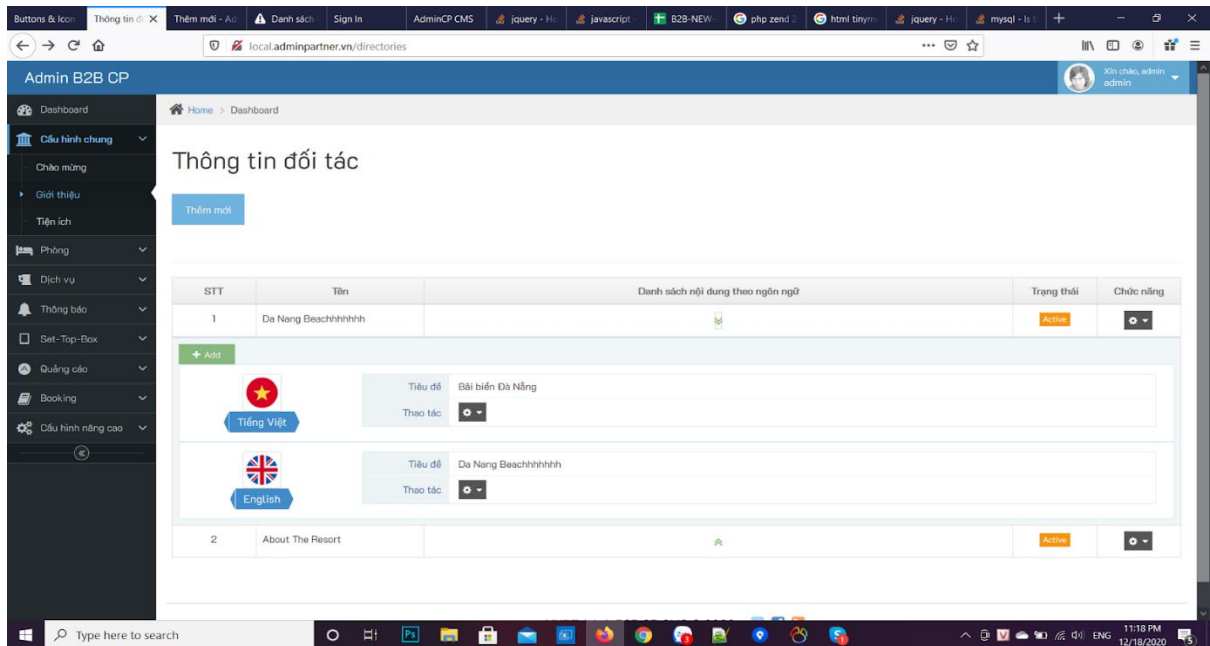 Buttons & Icon Thông tin đố Thêm mới - Ad Danh sách Sign In AdminCP CMS jquery - Ho javascript - B2B-NEW- php zend 2 html tinym jquery - Ho mysql - Is t
local.adminpartner.vn/directories
Admin B2B CP
Xin chào, admin
admin
Dashboard
Home > Dashboard
Cấu hình chung
Chào mừng
Giới thiệu
Tiện ích
Phòng
Dịch vụ
Thông báo
Set-Top-Box
Quảng cáo
Booking
Cấu hình nâng cao
Thông tin đối tác
Thêm mới
STT Tên Danh sách nội dung theo ngôn ngữ Trạng thái Chức năng
1 Da Nang Beachhhhhhh Active
+ Add
Tiếng Việt
Tiêu đề Bãi biển Đà Nẵng
Thao tác
English
Tiêu đề Da Nang Beachhhhhhh
Thao tác
2 About The Resort Active
Type here to search
Ps
ENG
11:18 PM
12/18/2020